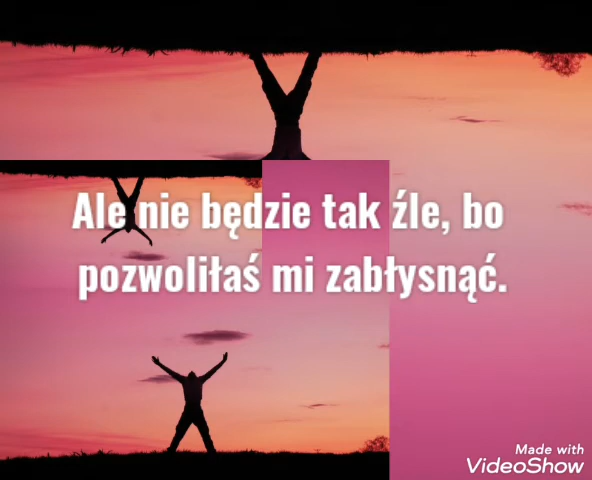 Ale nie będzie tak źle, bo
pozwoliłaś mi zabłysnąć.
Made with
VideoShow